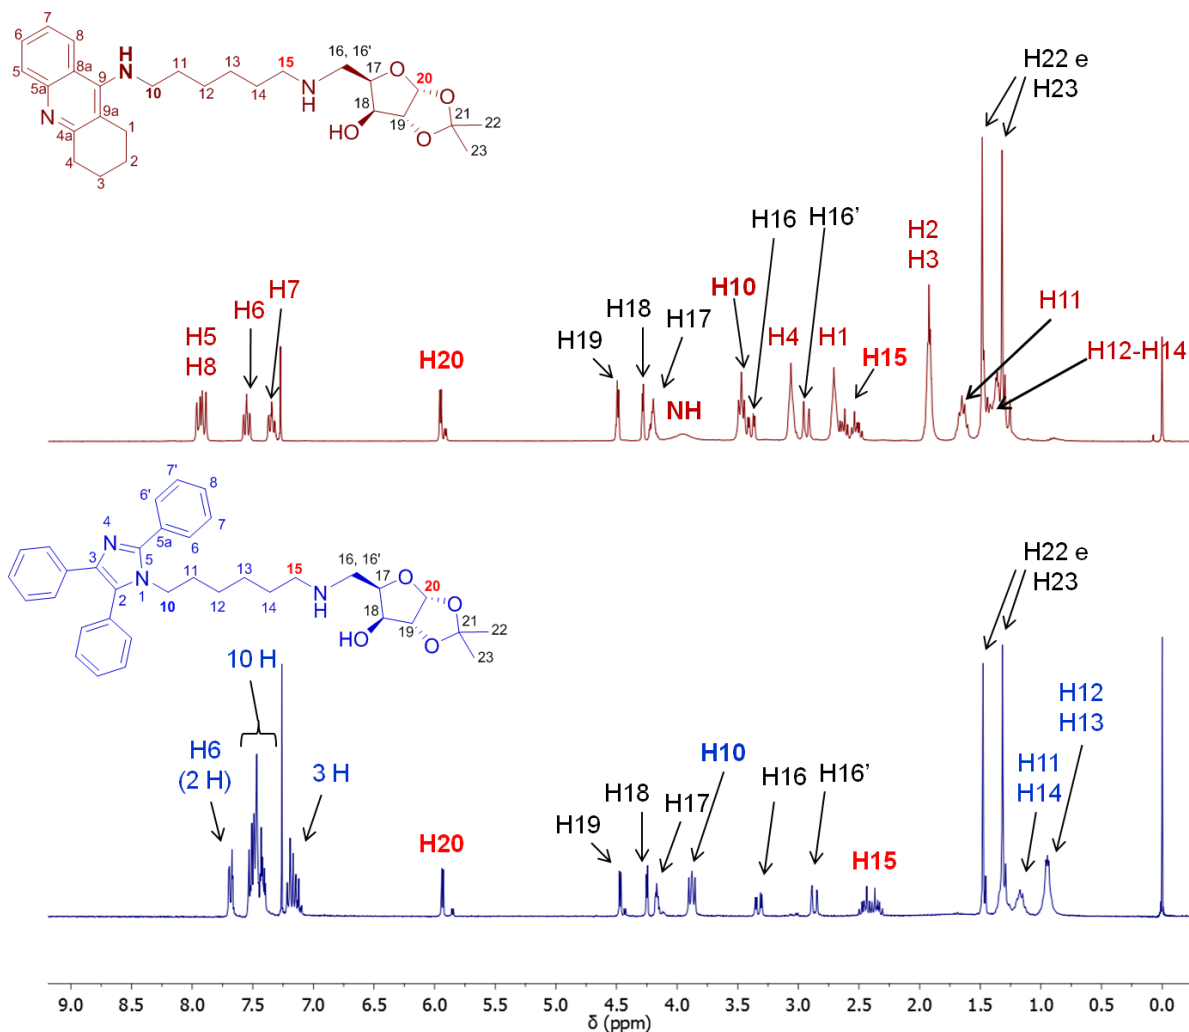 7
6
8
H
5
8a
9
N
5a
10
N
9a
4a
1
4
2
3
11
12
13
14
15
N
H
16, 16'
17
O
20
18
HO
19
O
21
O
22
23
H22 e
H23
H5
H8
H6
H7
H20
H19
H18
H17
NH
H10
H16
H16’
H4
H1
H15
H2
H3
H11
H12-H14
7'
6'
8
4
N
5a
7
6
3
5
2
1
N
10
11
12
13
14
15
N
H
16, 16'
17
O
20
18
HO
19
O
21
O
22
23
H22 e
H23
H6
(2 H)
10 H
3 H
H20
H19
H18
H17
H10
H16
H16’
H15
H11
H14
H12
H13
9.0 8.5 8.0 7.5 7.0 6.5 6.0 5.5 5.0 4.5 4.0 3.5 3.0 2.5 2.0 1.5 1.0 0.5 0.0
δ (ppm)